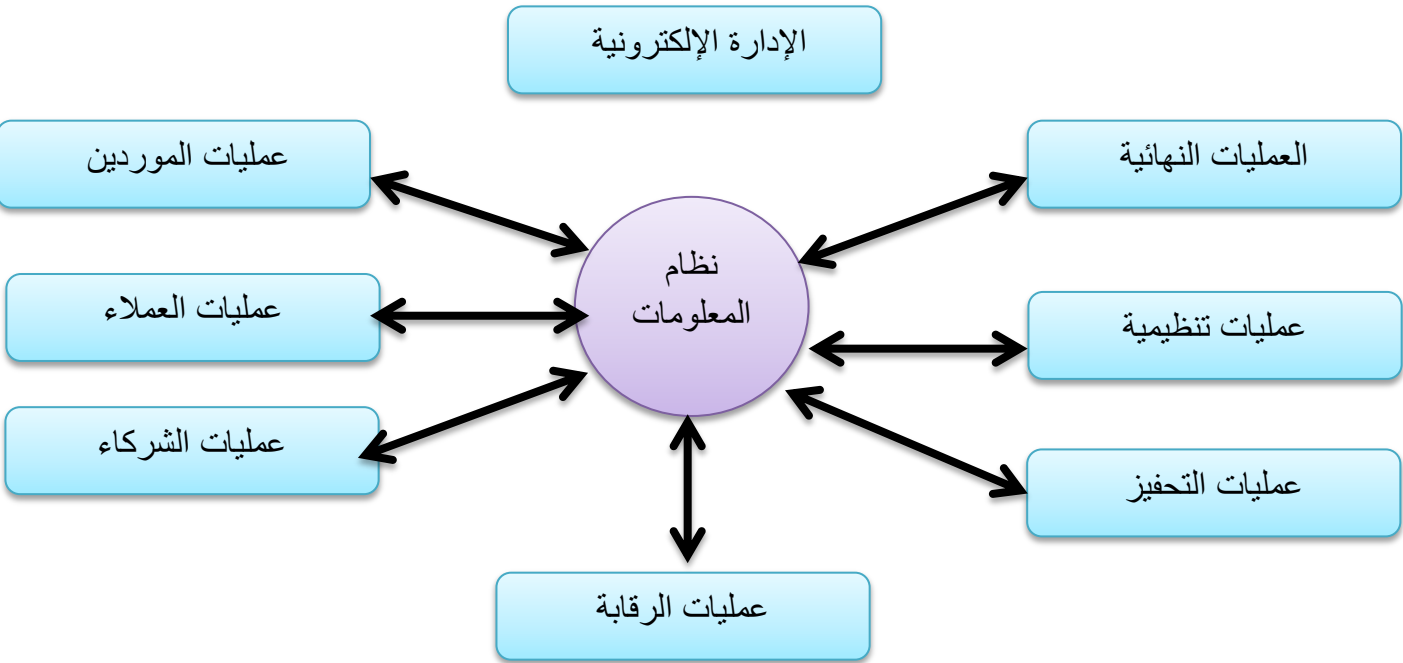 الإدارة الإلكترونية
العمليات النهائية
عمليات الموردين
نظام
المعلومات
عمليات تنظيمية
عمليات العملاء
عمليات التحفيز
عمليات الشركاء
عمليات الرقابة